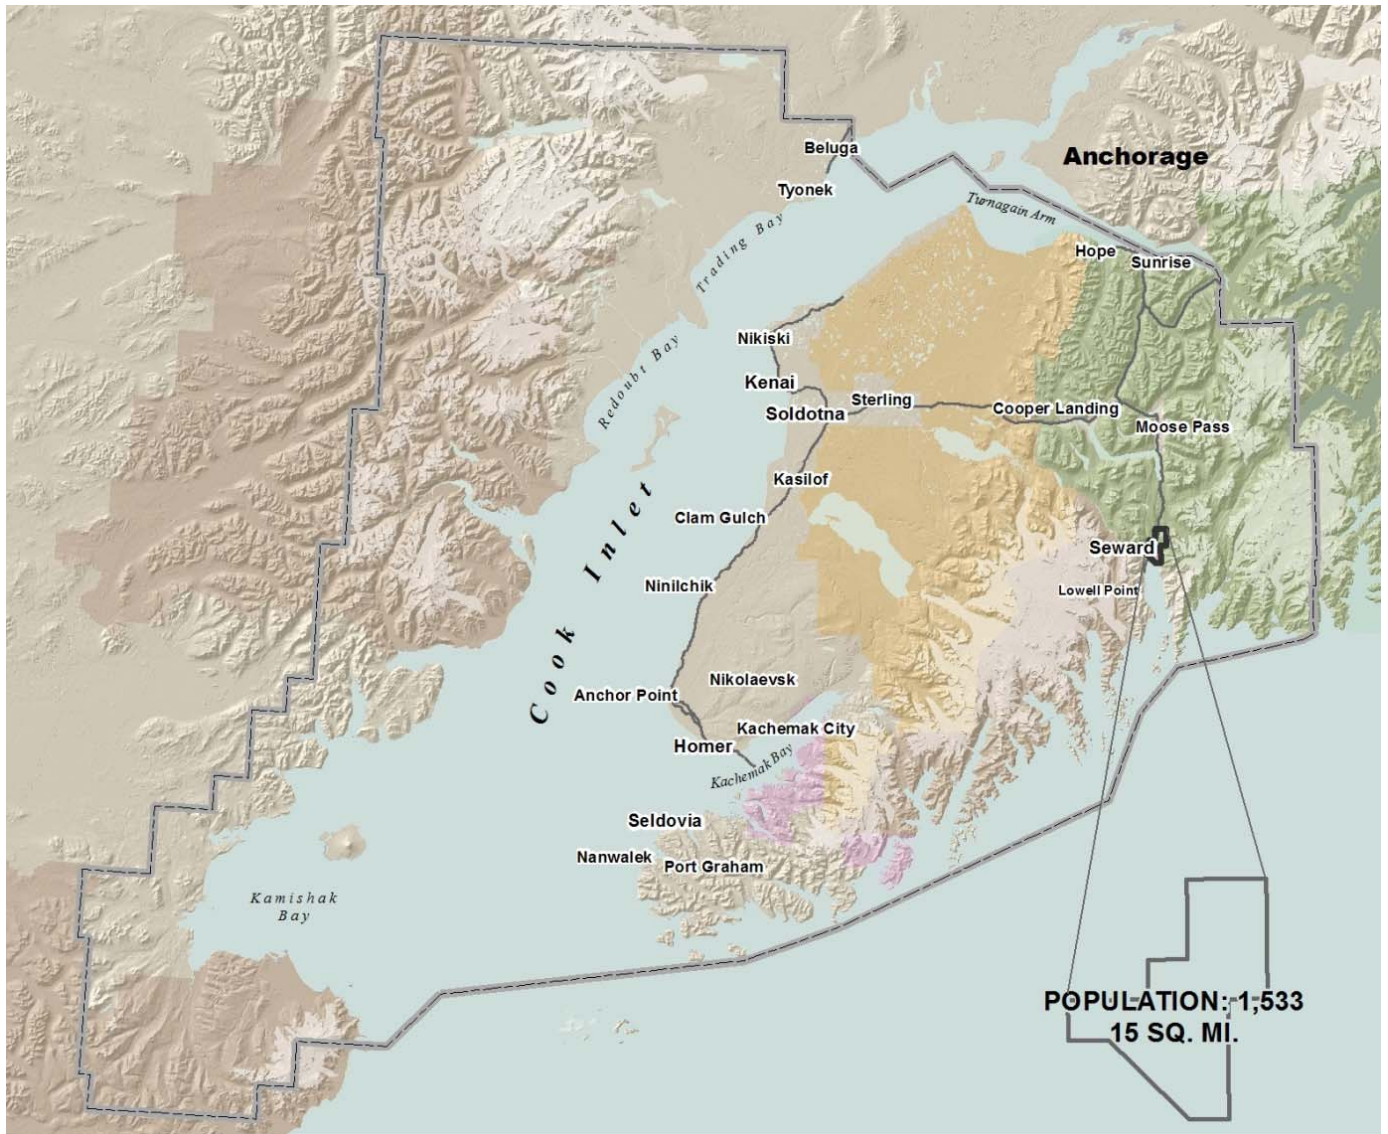 Beluga
Anchorage
Tyonek
Turnagain Arm
Trading Bay
Hope
Sunrise
Nikiski
Redoubt Bay
Kenai
Sterling
Soldotna
Cooper Landing
Moose Pass
Kasilof
Clam Gulch
Cook Inlet
Seward
Ninilchik
Lowell Point
Nikolaevsk
Anchor Point
Kachemak City
Homer
Kachemak Bay
Seldovia
Nanwalek
Port Graham
Kamishak
Bay
POPULATION: 1,533
15 SQ. MI.